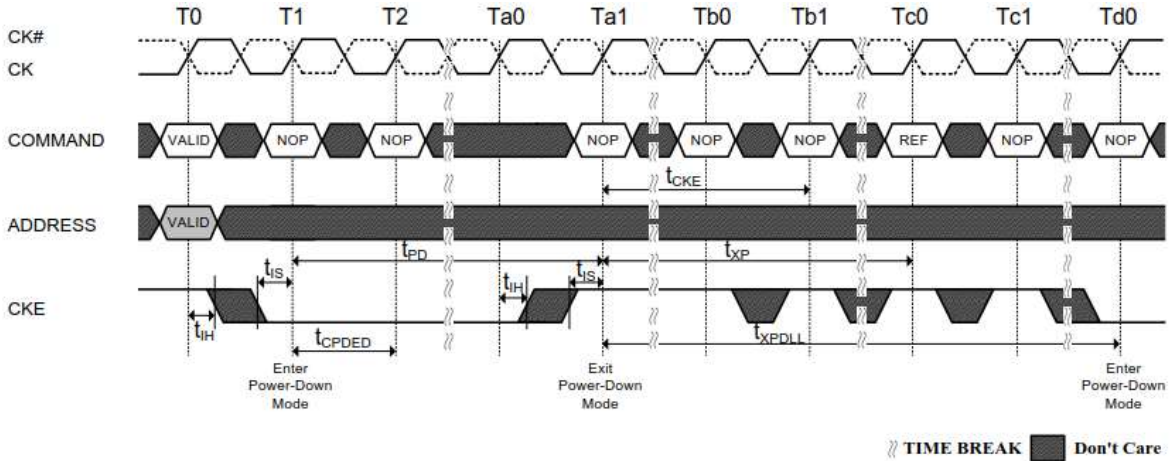 T0 T1 T2 Ta0 Ta1 Tb0 Tb1 Tc0 Tc1 Td0
CK#
CK
COMMAND VALID NOP NOP NOP NOP NOP REF NOP NOP
tCKE
ADDRESS VALID
tPD tXP
tIS tIH tIS
CKE
tIH tCPDED tXPDLL
Enter Exit Enter
Power-Down Power-Down Power-Down
Mode Mode Mode
TIME BREAK Don't Care